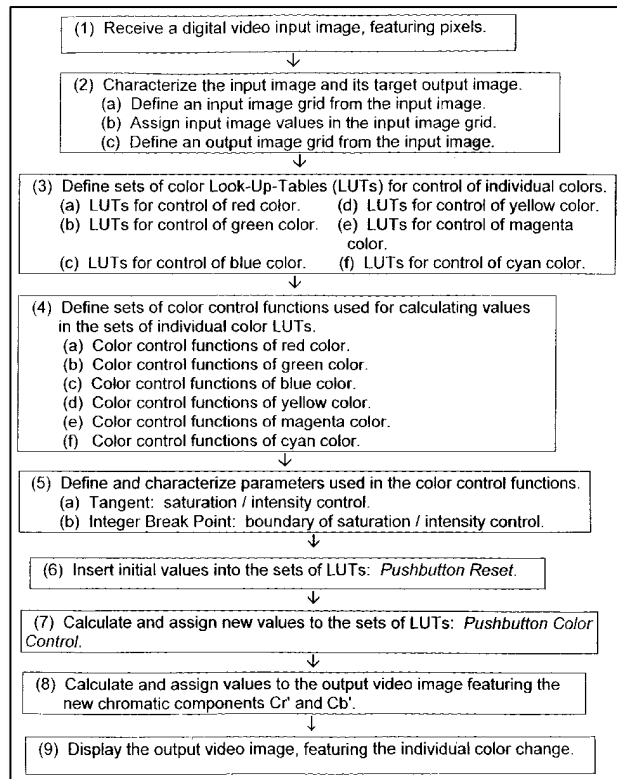 (1) Receive a digital video input image, featuring pixels.
↓
(2) Characterize the input image and its target output image.
(a) Define an input image grid from the input image.
(b) Assign input image values in the input image grid.
(c) Define an output image grid from the input image.
↓
(3) Define sets of color Look-Up-Tables (LUTs) for control of individual colors.
(a) LUTs for control of red color. (d) LUTs for control of yellow color.
(b) LUTs for control of green color. (e) LUTs for control of magenta
color.
(c) LUTs for control of blue color. (f) LUTs for control of cyan color.
↓
(4) Define sets of color control functions used for calculating values
in the sets of individual color LUTs.
(a) Color control functions of red color.
(b) Color control functions of green color.
(c) Color control functions of blue color.
(d) Color control functions of yellow color.
(e) Color control functions of magenta color.
(f) Color control functions of cyan color.
↓
(5) Define and characterize parameters used in the color control functions.
(a) Tangent: saturation / intensity control.
(b) Integer Break Point: boundary of saturation / intensity control.
↓
(6) Insert initial values into the sets of LUTs: Pushbutton Reset.
↓
(7) Calculate and assign new values to the sets of LUTs: Pushbutton Color
Control.
↓
(8) Calculate and assign values to the output video image featuring the
new chromatic components Cr' and Cb'.
↓
(9) Display the output video image, featuring the individual color change.